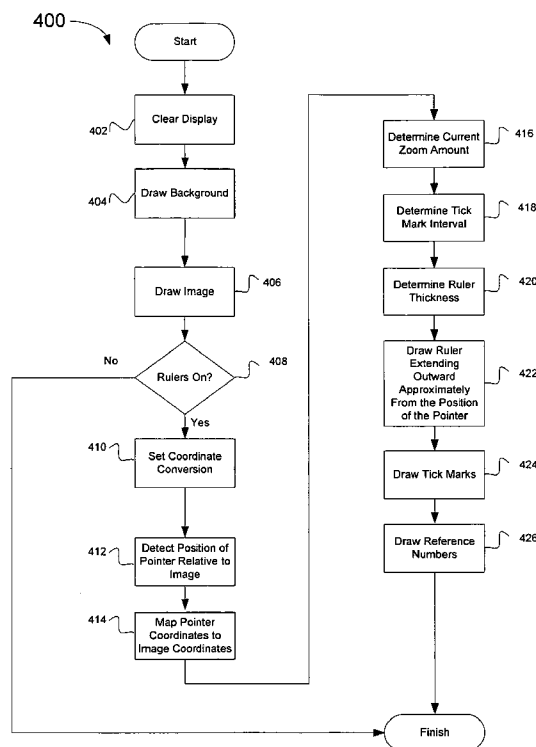 400
Start
Clear Display
402
Draw Background
404
Draw Image
406
Rulers On?
408
No
Yes
Set Coordinate
Conversion
410
Detect Position of
Pointer Relative to
Image
412
Map Pointer
Coordinates to
Image Coordinates
414
Determine Current
Zoom Amount
416
Determine Tick
Mark Interval
418
Determine Ruler
Thickness
420
Draw Ruler
Extending
Outward
Approximately
From the Position
of the Pointer
422
Draw Tick Marks
424
Draw Reference
Numbers
426
Finish